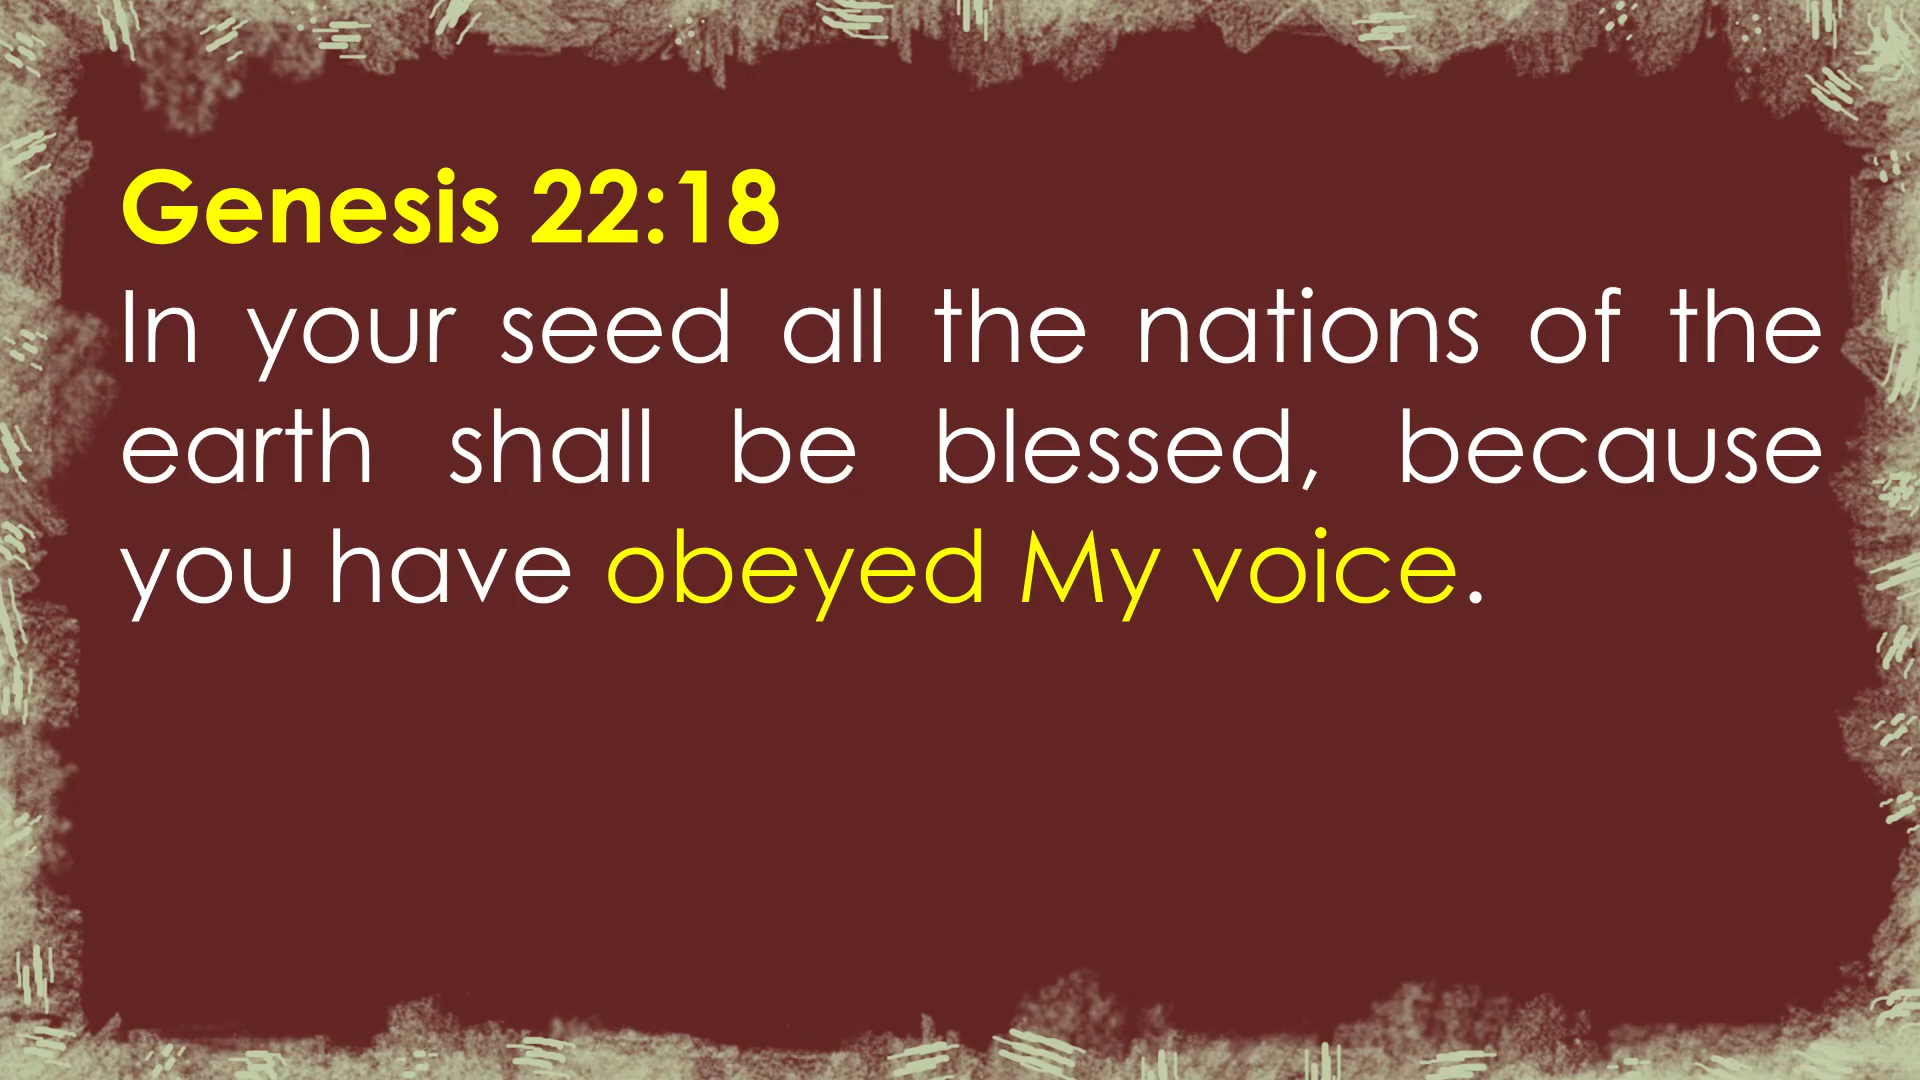 Genesis 22:18
In your seed all the nations of the
earth shall be blessed, because
you have obeyed My voice.